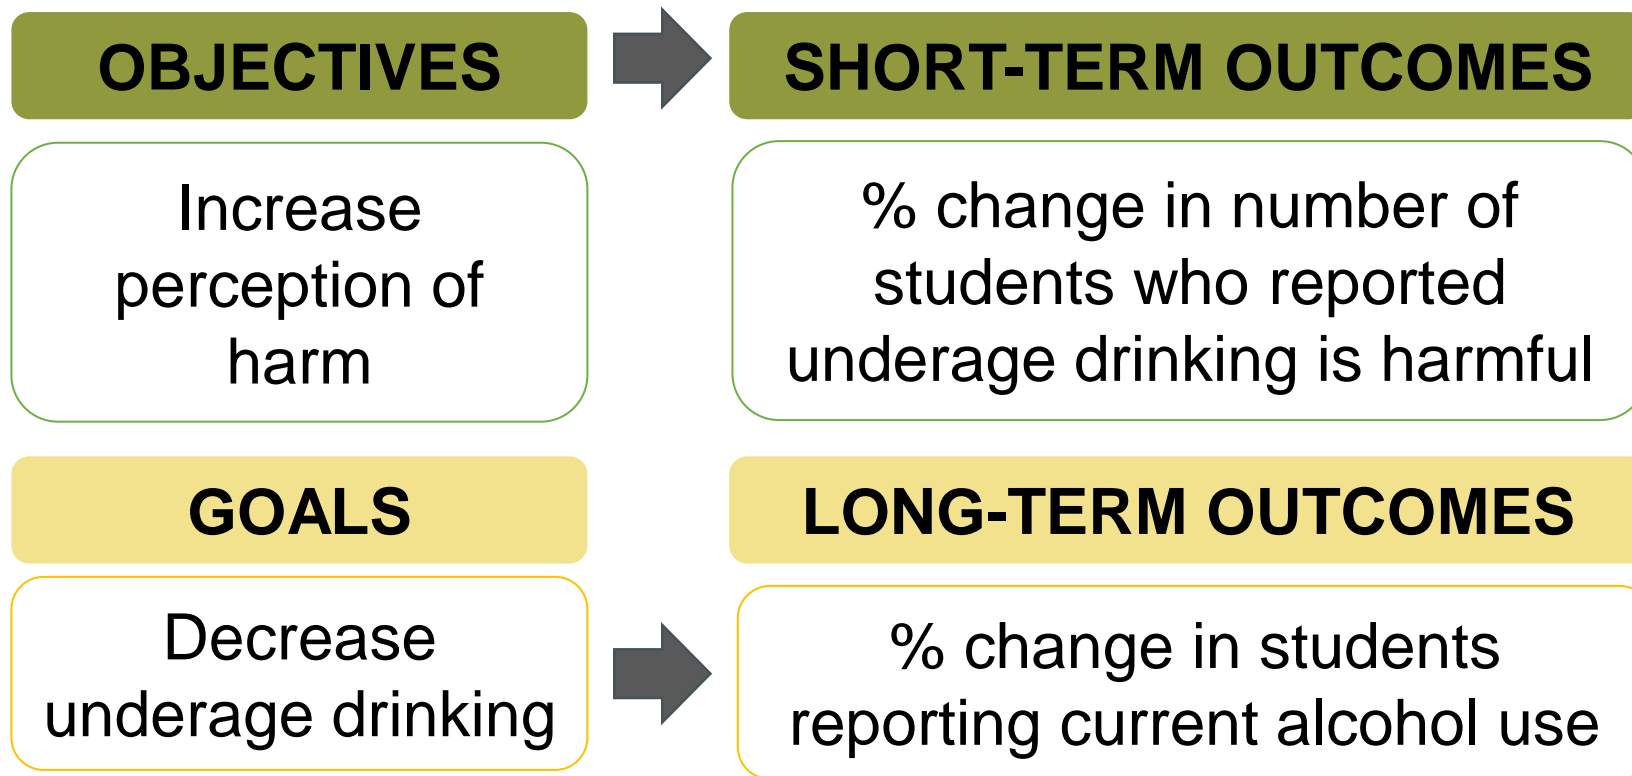 OBJECTIVES
SHORT-TERM OUTCOMES
Increase
perception of
harm
% change in number of
students who reported
underage drinking is harmful
GOALS
LONG-TERM OUTCOMES
Decrease
underage drinking
% change in students
reporting current alcohol use